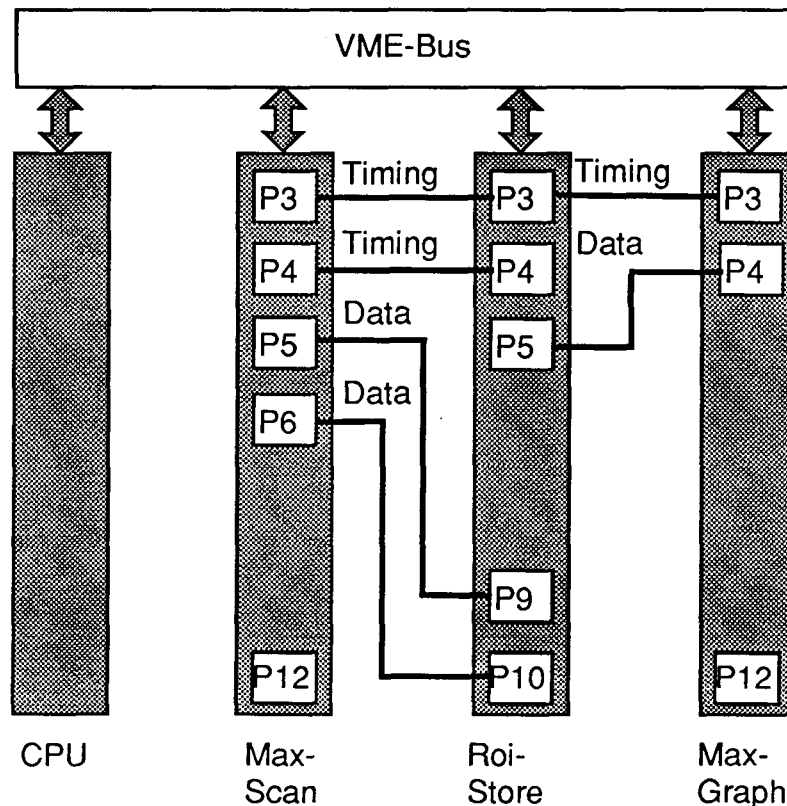 VME-Bus
Timing
Timing
P3
P3
P3
Timing
Data
P4
P4
P4
Data
P5
P5
Data
P6
P9
P12
P10
P12
CPU
Max-
Scan
Roi-
Store
Max-
Graph